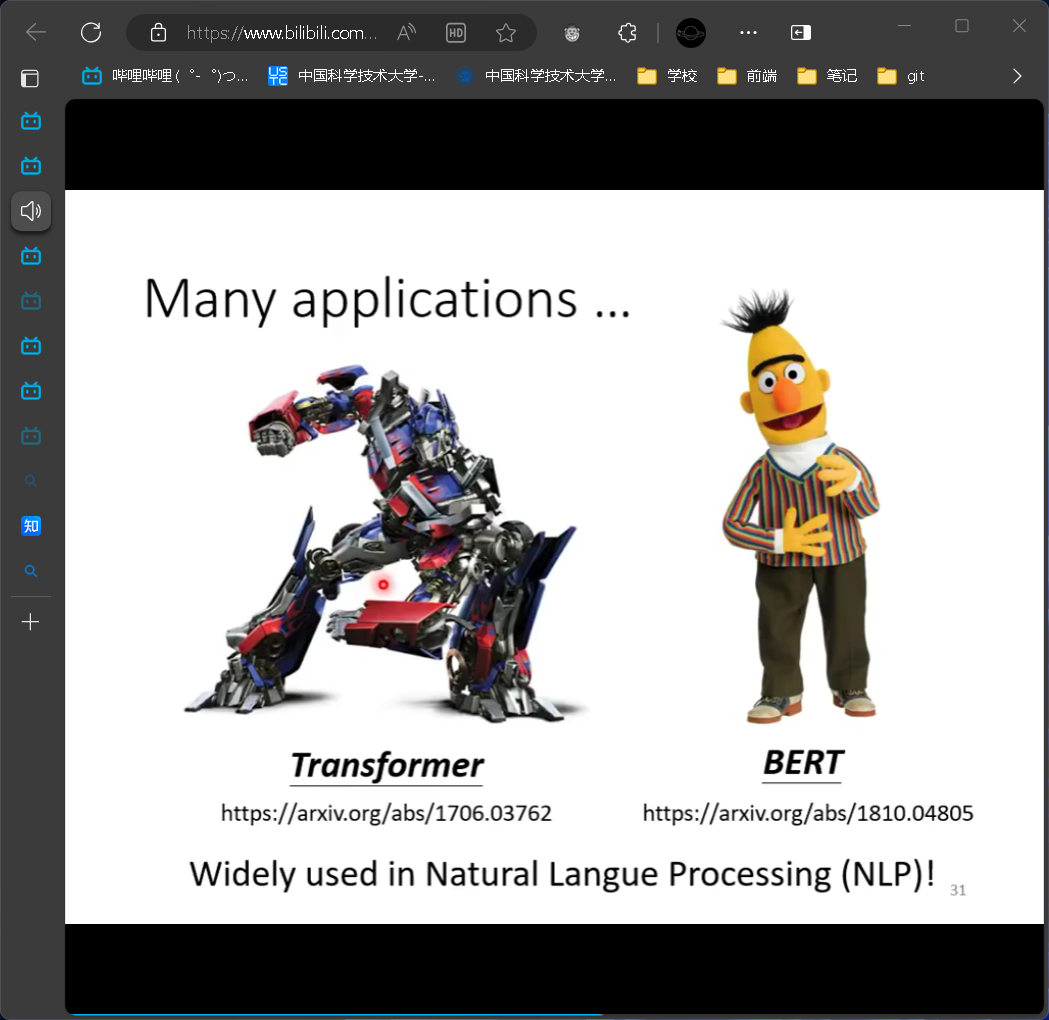 https://www.bilibili.com...
A
HD
哔哩哔哩 (゜-゜)つ...
USTC
中国科学技术大学-...
中国科学技术大学...
学校
前端
笔记
git
知
Many applications ...
Transformer
BERT
https://arxiv.org/abs/1706.03762
https://arxiv.org/abs/1810.04805
Widely used in Natural Langue Processing (NLP)!
31